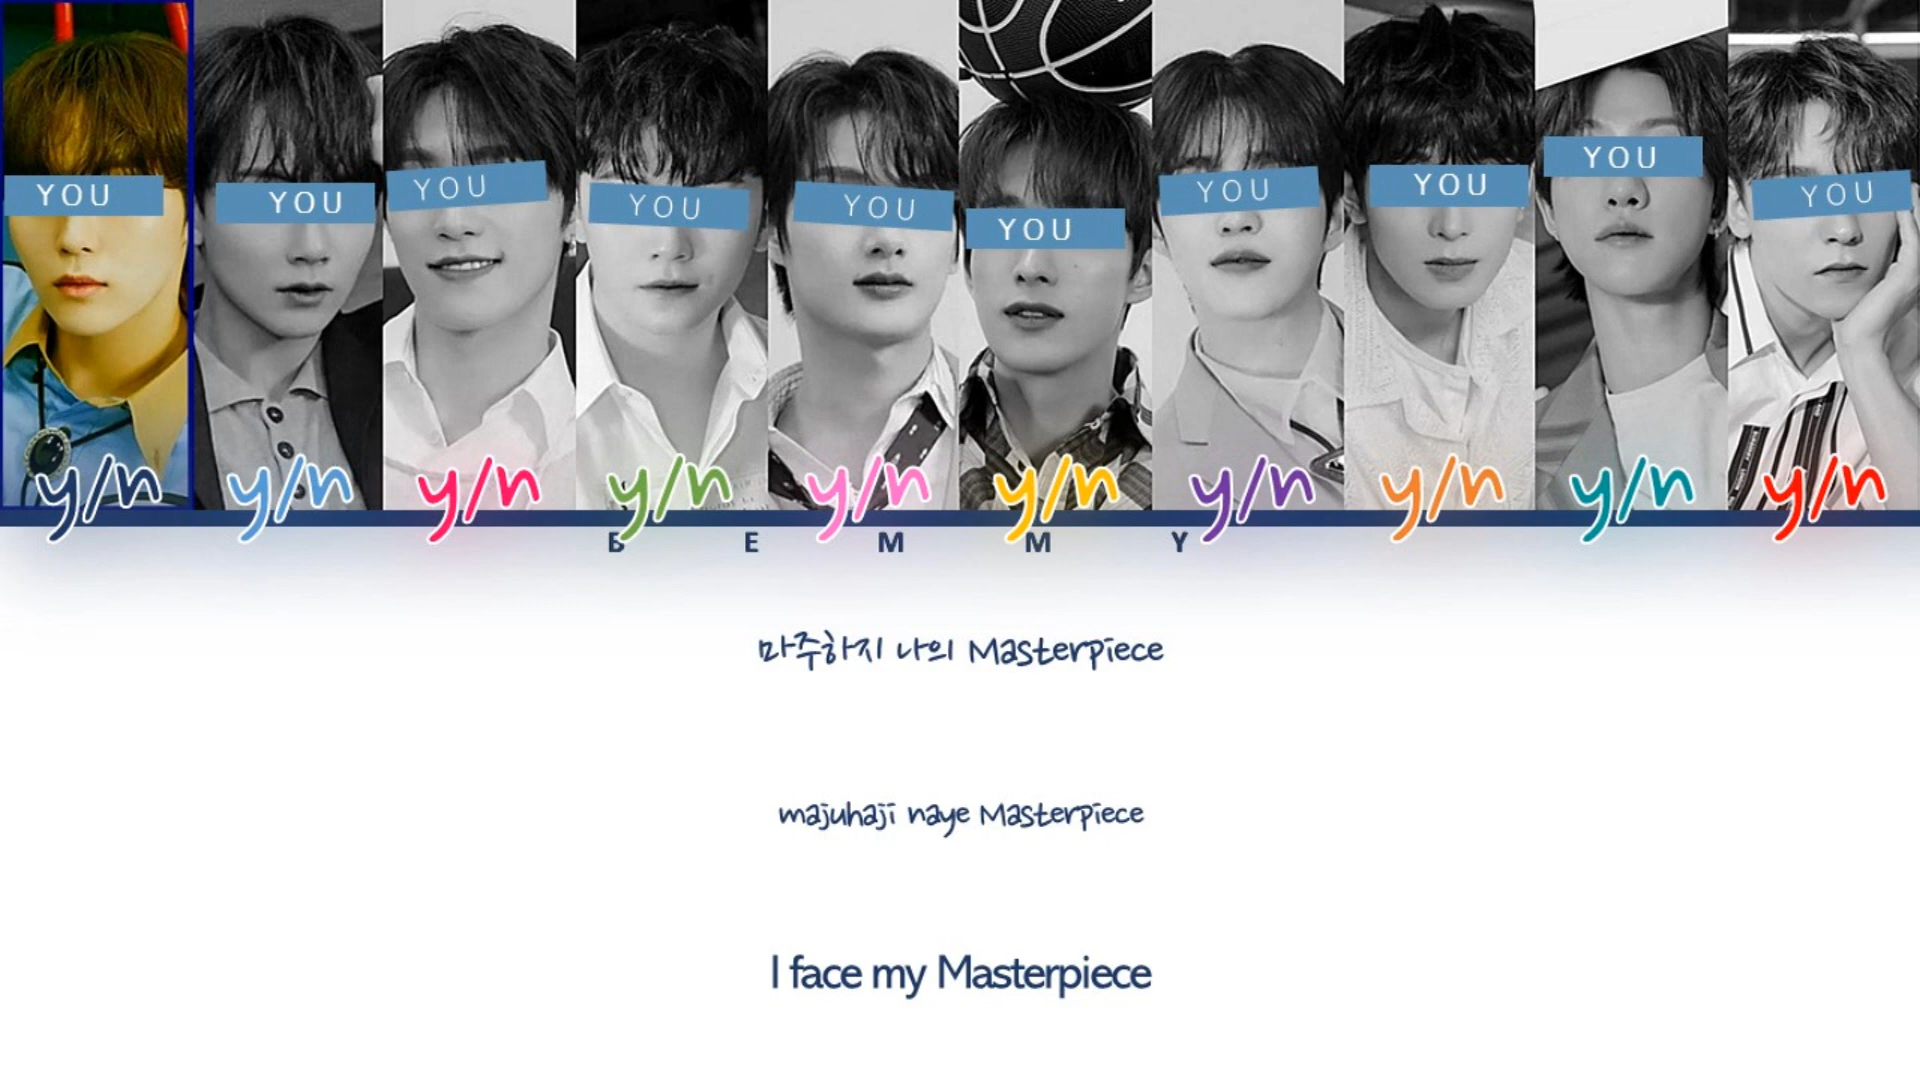 YOU YOU YOU YOU YOU YOU YOU YOU YOU YOU
y/n y/n y/n y/n y/n y/n y/n y/n y/n y/n
BEMMY
마주하지 나의 Masterpiece
majuhaji naye Masterpiece
I face my Masterpiece